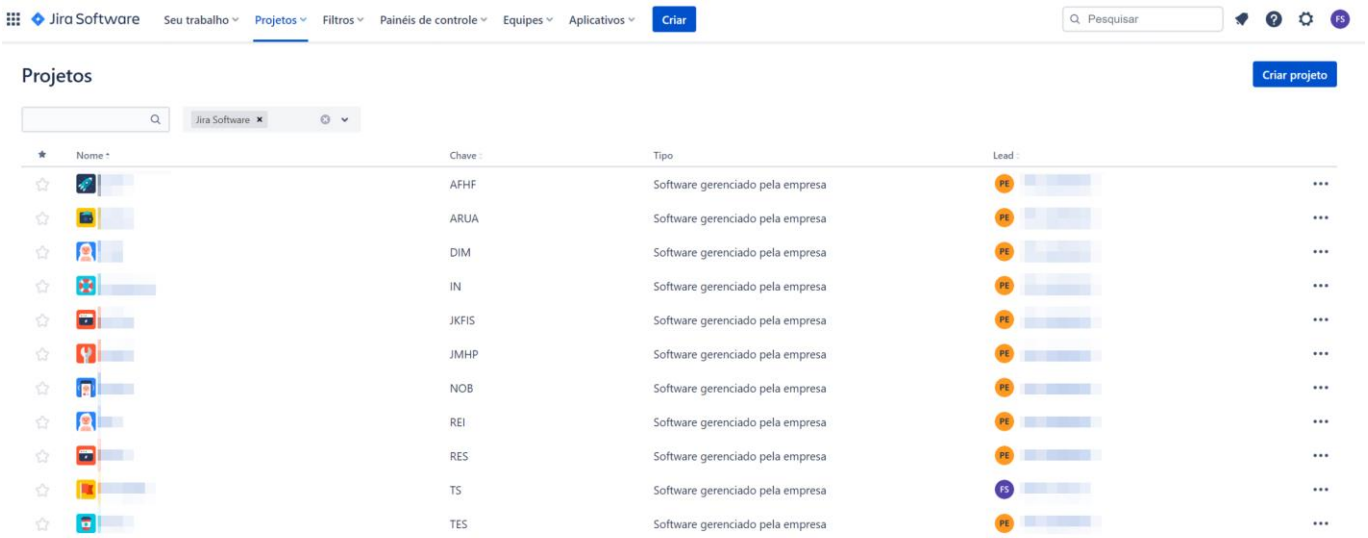 Jira Software Seu trabalho Projetos Filtros Painéis de controle Equipes Aplicativos Criar Pesquisar FS
Projetos Criar projeto
Jira Software
Nome Chave Tipo Lead
AFHF Software gerenciado pela empresa PE
ARUA Software gerenciado pela empresa PE
DIM Software gerenciado pela empresa PE
IN Software gerenciado pela empresa PE
JKFIS Software gerenciado pela empresa PE
JMHP Software gerenciado pela empresa PE
NOB Software gerenciado pela empresa PE
REI Software gerenciado pela empresa PE
RES Software gerenciado pela empresa PE
TS Software gerenciado pela empresa FS
TES Software gerenciado pela empresa PE